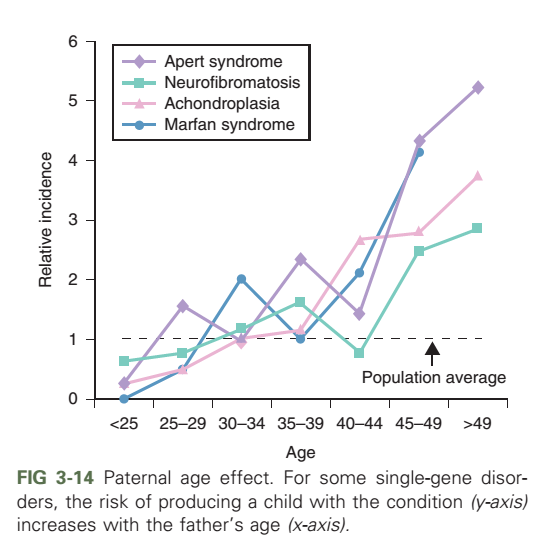 6
5
4
3
2
1
0
Relative incidence
Apert syndrome
Neurofibromatosis
Achondroplasia
Marfan syndrome
Population average
<25 25–29 30–34 35–39 40–44 45–49 >49
Age
FIG 3-14 Paternal age effect. For some single-gene disor-
ders, the risk of producing a child with the condition (y-axis)
increases with the father's age (x-axis).